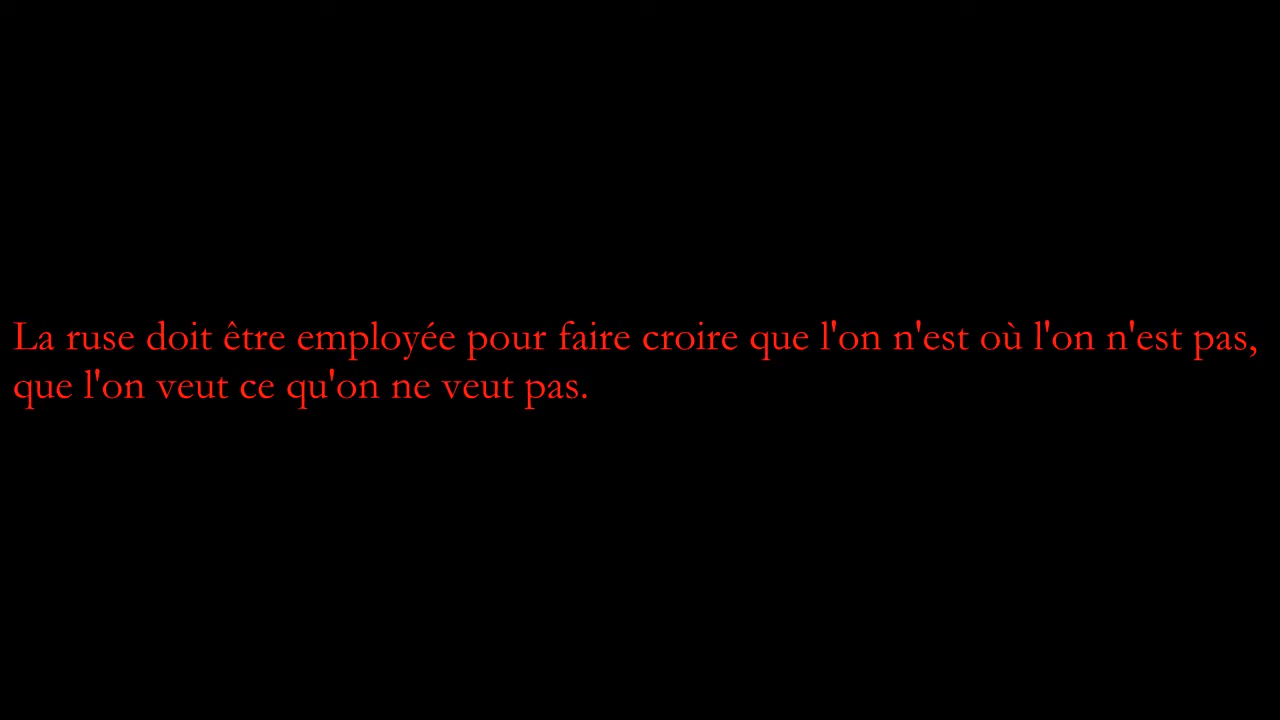 La ruse doit être employée pour faire croire que l'on n'est où l'on n'est pas,
que l'on veut ce qu'on ne veut pas.